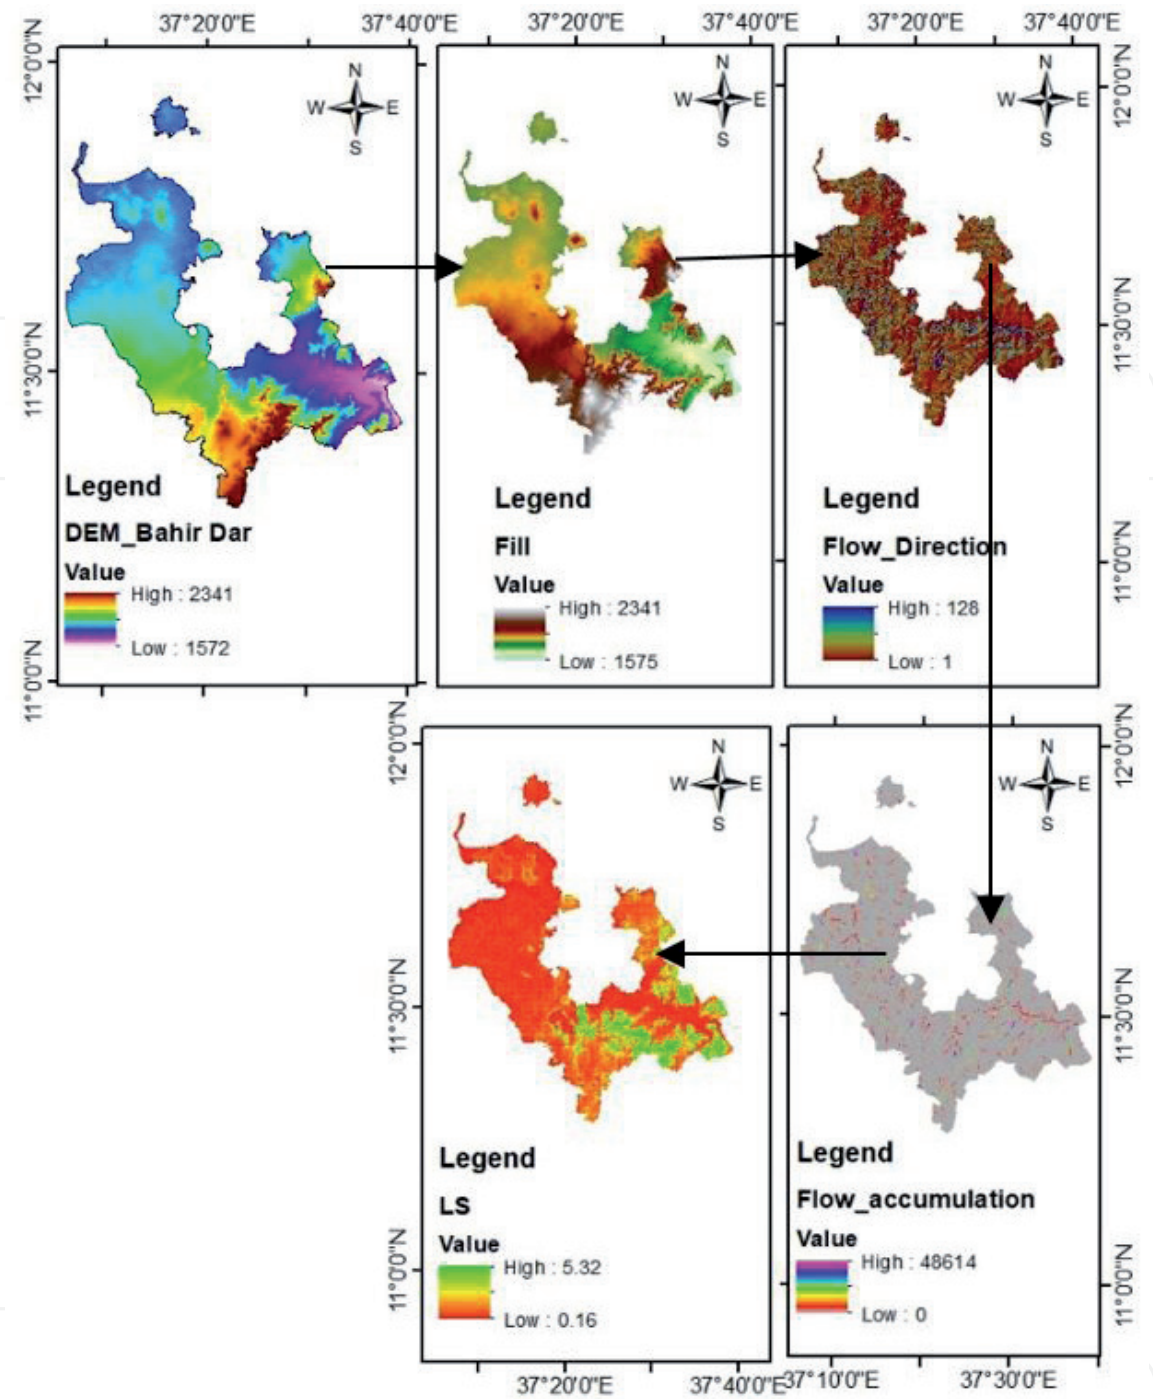 37°20'0"E 37°40'0"E 37°20'0"E 37°40'0"E 37°20'0"E 37°40'0"E
12°0'0"N
11°30'0"N
11°0'0"N
N
W E
S
Legend
DEM_Bahir Dar
Value
High : 2341
Low : 1572
N
W E
S
Legend
Fill
Value
High : 2341
Low : 1575
N
W E
S
Legend
Flow_Direction
Value
High : 128
Low : 1
12°0'0"N
11°30'0"N
11°0'0"N
12°0'0"N
11°30'0"N
11°0'0"N
N
W E
S
Legend
LS
Value
High : 5.32
Low : 0.16
N
W E
S
Legend
Flow_accumulation
Value
High : 48614
Low : 0
12°0'0"N
11°30'0"N
11°0'0"N
37°20'0"E 37°40'0"E 37°10'0"E 37°30'0"E